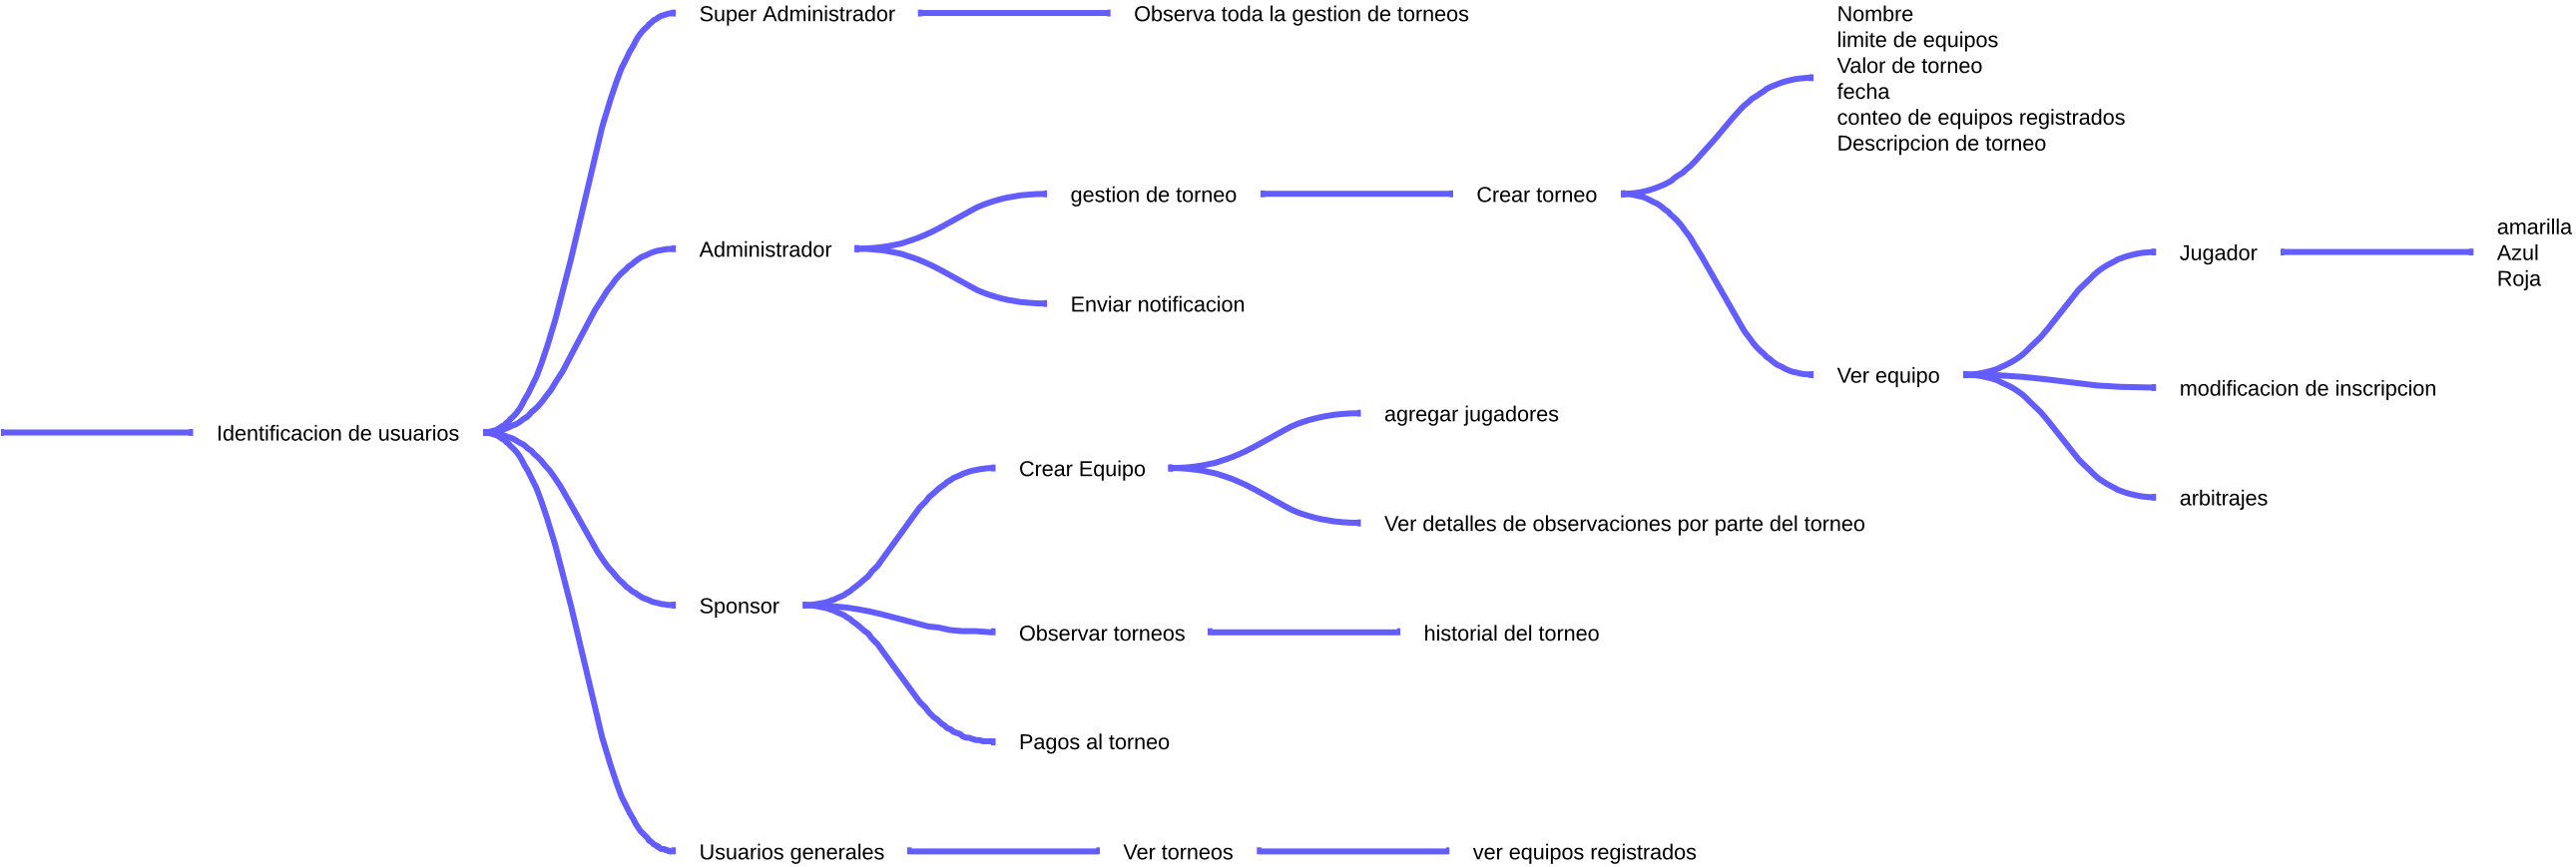 Super Administrador
Observa toda la gestion de torneos
Nombre
limite de equipos
Valor de torneo
fecha
conteo de equipos registrados
Descripcion de torneo
gestion de torneo
Crear torneo
Administrador
Enviar notificacion
Jugador
amarilla
Azul
Roja
Ver equipo
modificacion de inscripcion
arbitrajes
Identificacion de usuarios
agregar jugadores
Crear Equipo
Ver detalles de observaciones por parte del torneo
Sponsor
Observar torneos
historial del torneo
Pagos al torneo
Usuarios generales
Ver torneos
ver equipos registrados